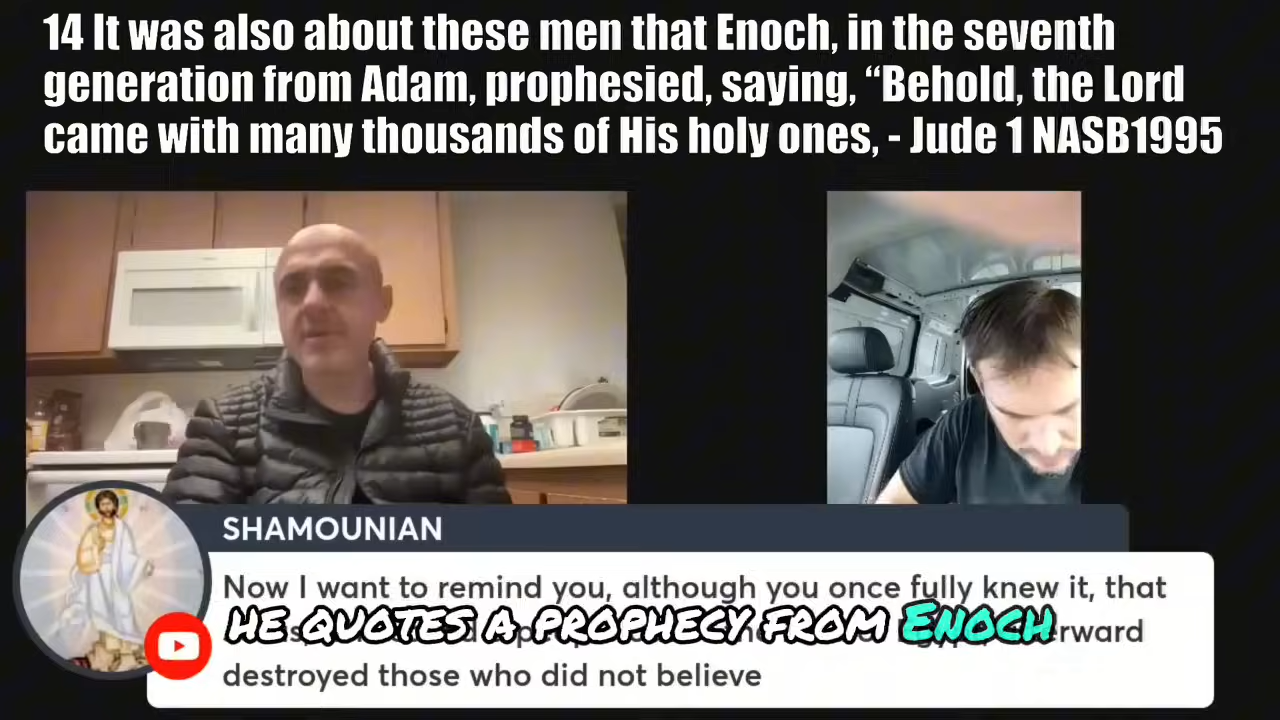 14 It was also about these men that Enoch, in the seventh
generation from Adam, prophesied, saying, “Behold, the Lord
came with many thousands of His holy ones, - Jude 1 NASB1995
SHAMOUNIAN
Now I want to remind you, although you once fully knew it, that
HE QUOTES A PROPHECY FROM ENOCH
destroyed those who did not believe